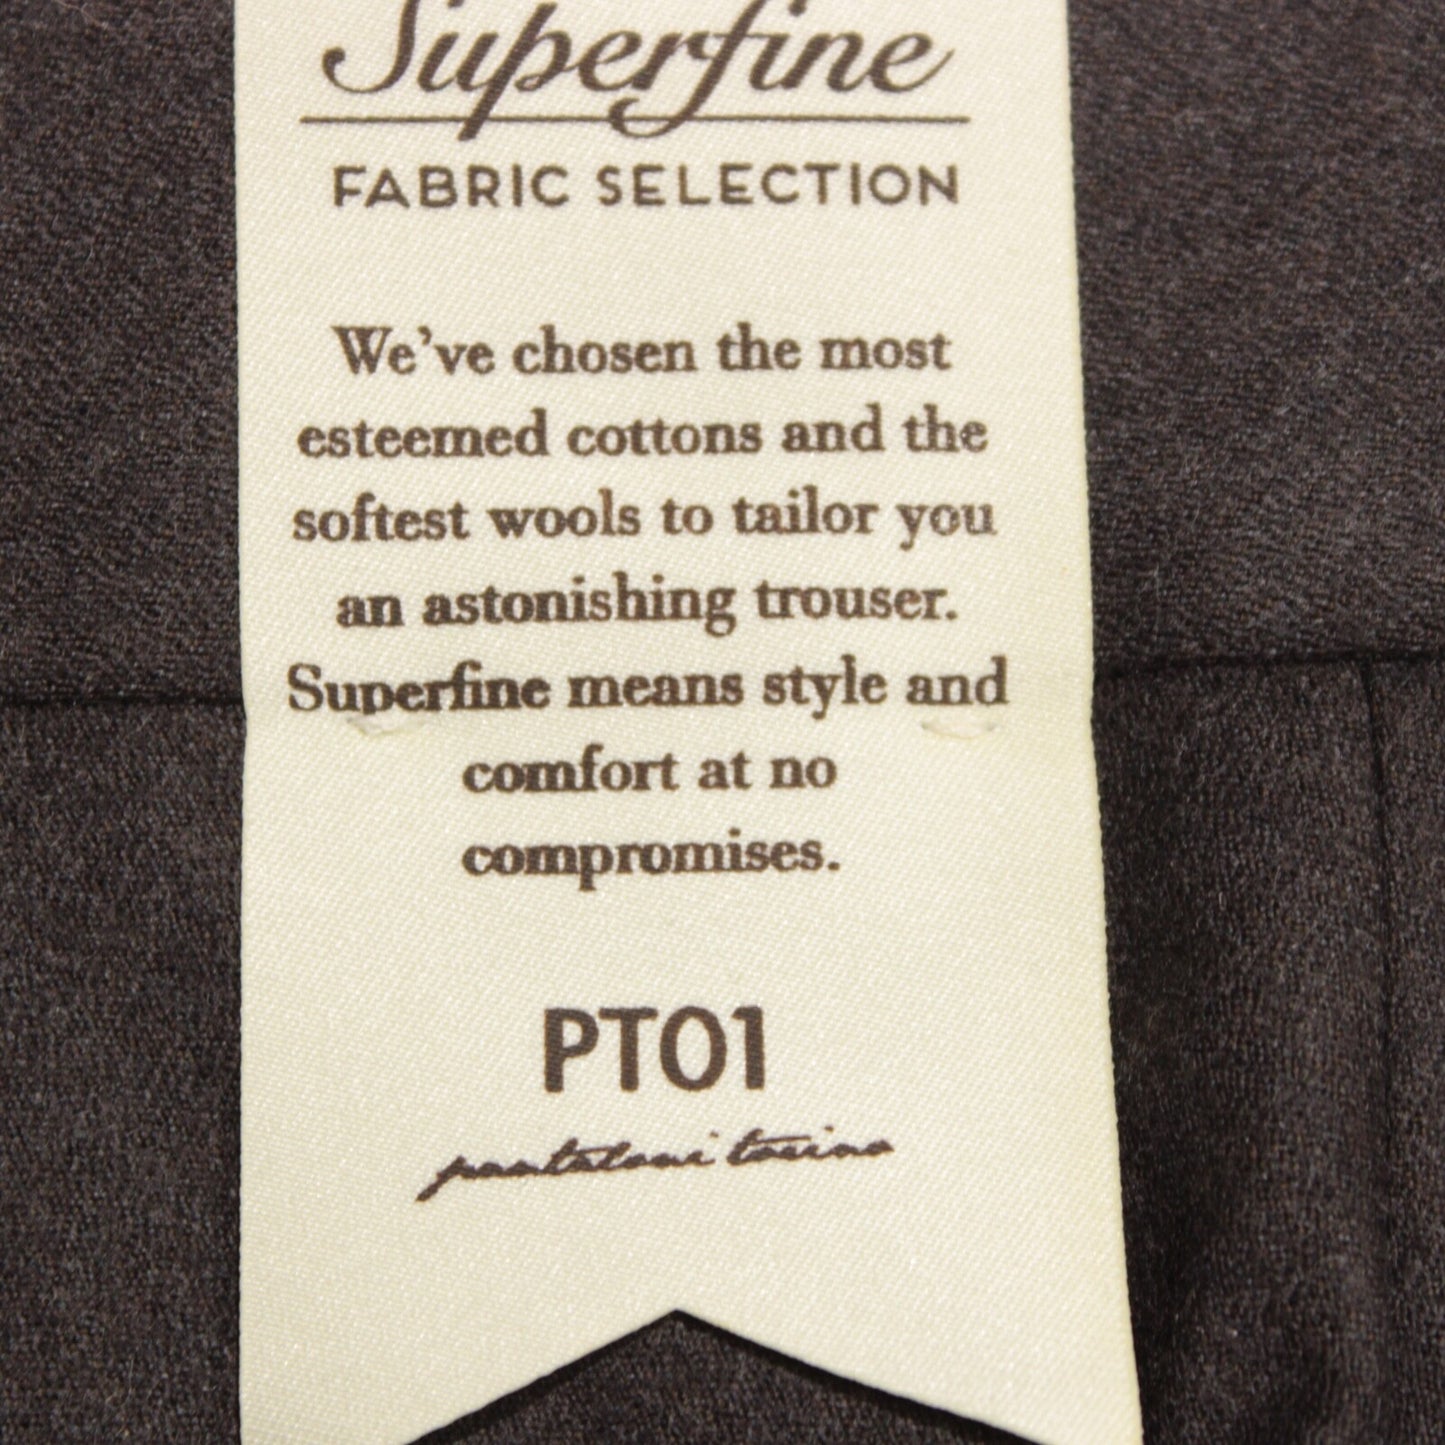 Superfine
FABRIC SELECTION
We've chosen the most
esteemed cottons and the
softest wools to tailor you
an astonishing trouser.
Superfine means style and
comfort at no
compromises.
PT01
pantaloni torino